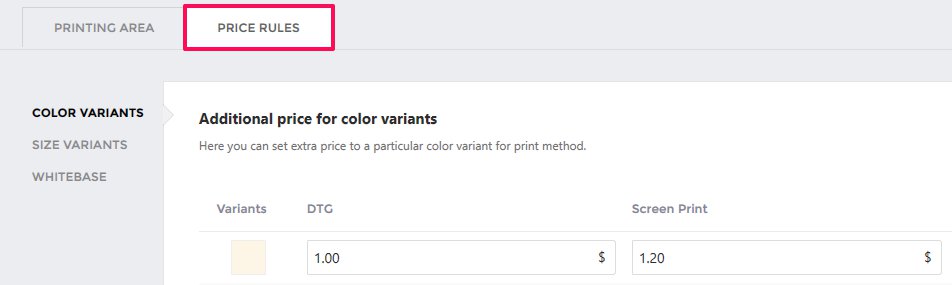 PRINTING AREA
PRICE RULES
COLOR VARIANTS
SIZE VARIANTS
WHITEBASE
Additional price for color variants
Here you can set extra price to a particular color variant for print method.
Variants DTG Screen Print
1.00 $ 1.20 $